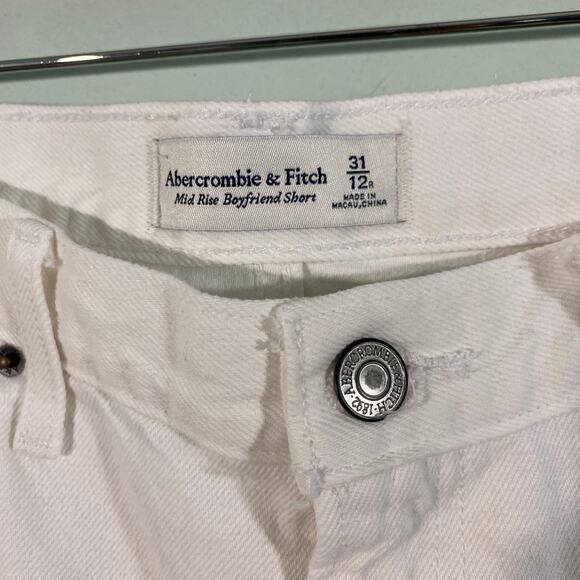 Abercrombie & Fitch
Mid Rise Boyfriend Short
31
12R
MADE IN
MACAU, CHINA
ABERCROMBIE & FITCH · 1892 ·